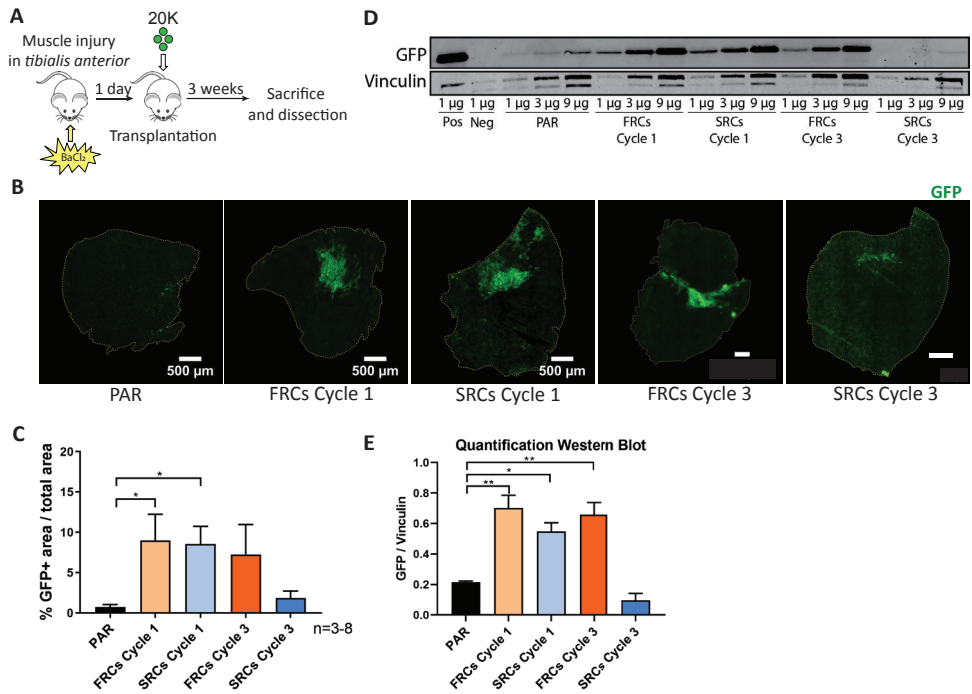 A
20K
Muscle injury
in tibialis anterior
1 day
3 weeks
Sacrifice
and dissection
Transplantation
BaCl₂
D
GFP
Vinculin
1 µg 1 µg 1 µg 3 µg 9 µg 1 µg 3 µg 9 µg 1 µg 3 µg 9 µg 1 µg 3 µg 9 µg 1 µg 3 µg 9 µg
Pos Neg PAR FRCs SRCs FRCs SRCs
Cycle 1 Cycle 1 Cycle 3 Cycle 3
B
GFP
500 µm 500 µm 500 µm
PAR FRCs Cycle 1 SRCs Cycle 1 FRCs Cycle 3 SRCs Cycle 3
C
% GFP+ area / total area
20
15
10
5
0
*
*
PAR
FRCs Cycle 1
SRCs Cycle 1
FRCs Cycle 3
SRCs Cycle 3
n=3-8
E
Quantification Western Blot
GFP / Vinculin
1.0
0.8
0.6
0.4
0.2
0.0
**
*
**
PAR
FRCs Cycle 1
SRCs Cycle 1
FRCs Cycle 3
SRCs Cycle 3